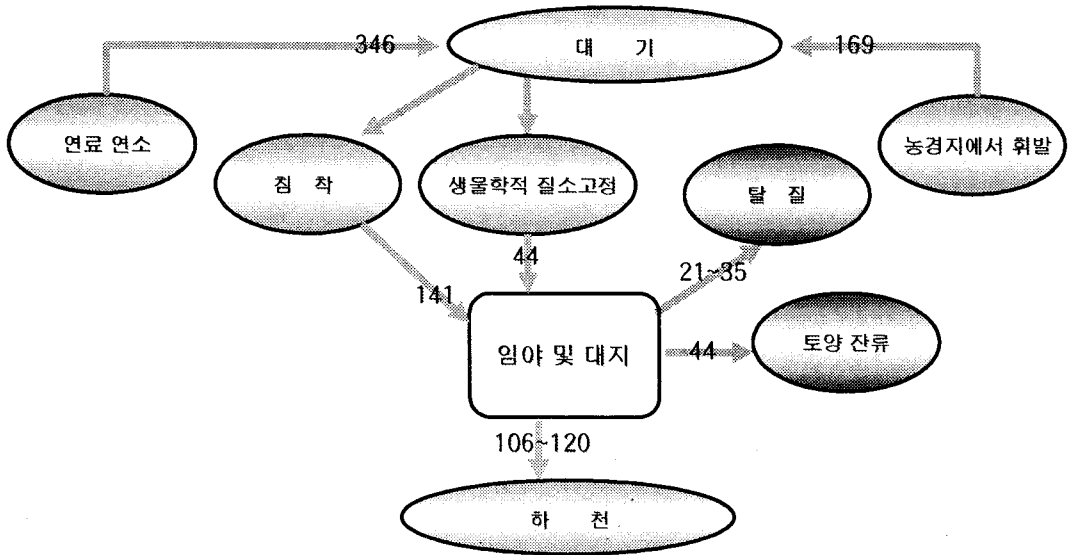 346
대 기
169
연료 연소
농경지에서 휘발
침 착
생물학적 질소고정
탈 질
44
21~35
141
임야 및 대지
44
토양 잔류
106~120
하 천